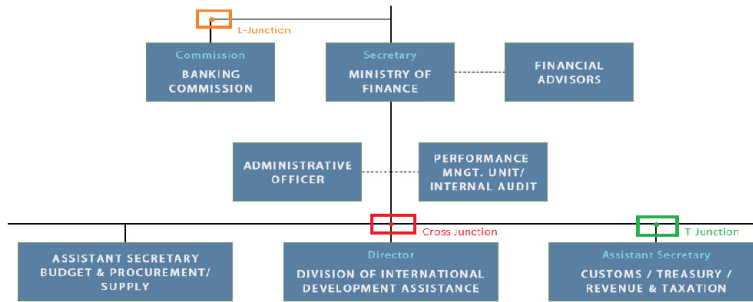 L-Junction
Commission
BANKING
COMMISSION
Secretary
MINISTRY OF
FINANCE
FINANCIAL
ADVISORS
ADMINISTRATIVE
OFFICER
PERFORMANCE
MNGT. UNIT/
INTERNAL AUDIT
Cross Junction
T Junction
ASSISTANT SECRETARY
BUDGET & PROCUREMENT/
SUPPLY
Director
DIVISION OF INTERNATIONAL
DEVELOPMENT ASSISTANCE
Assistant Secretary
CUSTOMS / TREASURY /
REVENUE & TAXATION